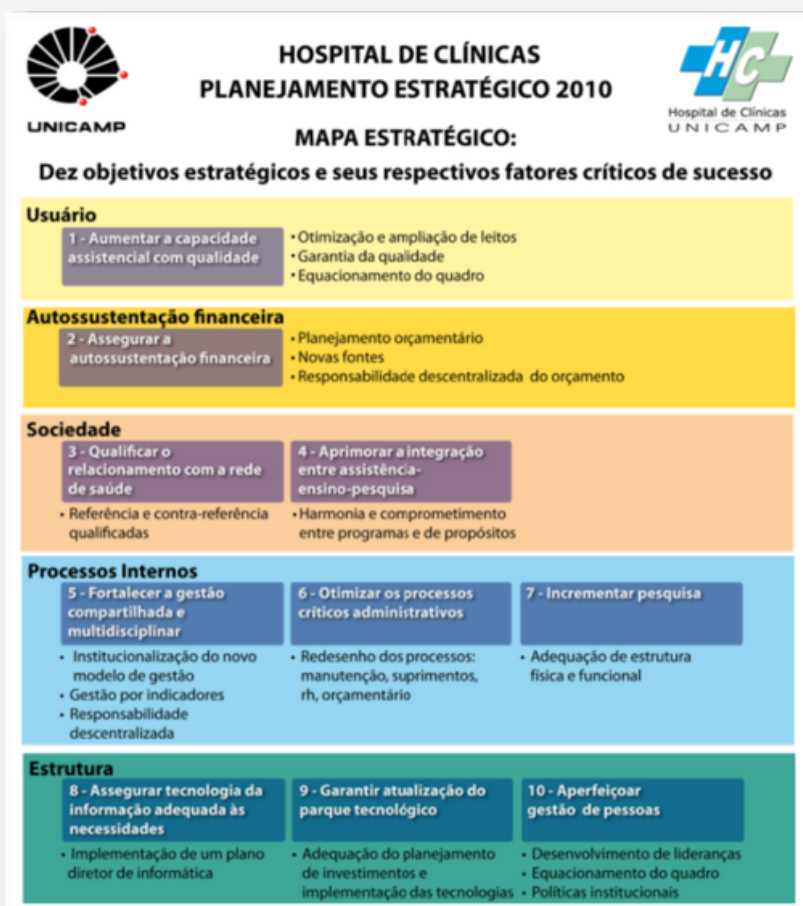 UNICAMP
HOSPITAL DE CLÍNICAS
PLANEJAMENTO ESTRATÉGICO 2010
MAPA ESTRATÉGICO:
HC
Hospital de Clínicas
UNICAMP
Dez objetivos estratégicos e seus respectivos fatores críticos de sucesso
Usuário
1 - Aumentar a capacidade
assistencial com qualidade
• Otimização e ampliação de leitos
• Garantia da qualidade
• Equacionamento do quadro
Autossustentação financeira
2 - Assegurar a
autossustentação financeira
• Planejamento orçamentário
• Novas fontes
• Responsabilidade descentralizada do orçamento
Sociedade
3 - Qualificar o
relacionamento com a rede
de saúde
• Referência e contra-referência
qualificadas
4 - Aprimorar a integração
entre assistência-
ensino-pesquisa
• Harmonia e comprometimento
entre programas e de propósitos
Processos Internos
5 - Fortalecer a gestão
compartilhada e
multidisciplinar
• Institucionalização do novo
modelo de gestão
• Gestão por indicadores
• Responsabilidade
descentralizada
6 - Otimizar os processos
críticos administrativos
• Redesenho dos processos:
manutenção, suprimentos,
rh, orçamentário
7 - Incrementar pesquisa
• Adequação de estrutura
física e funcional
Estrutura
8 - Assegurar tecnologia da
informação adequada às
necessidades
• Implementação de um plano
diretor de informática
9 - Garantir atualização do
parque tecnológico
• Adequação do planejamento
de investimentos e
implementação das tecnologias
10 - Aperfeiçoar
gestão de pessoas
• Desenvolvimento de lideranças
• Equacionamento do quadro
• Políticas institucionais